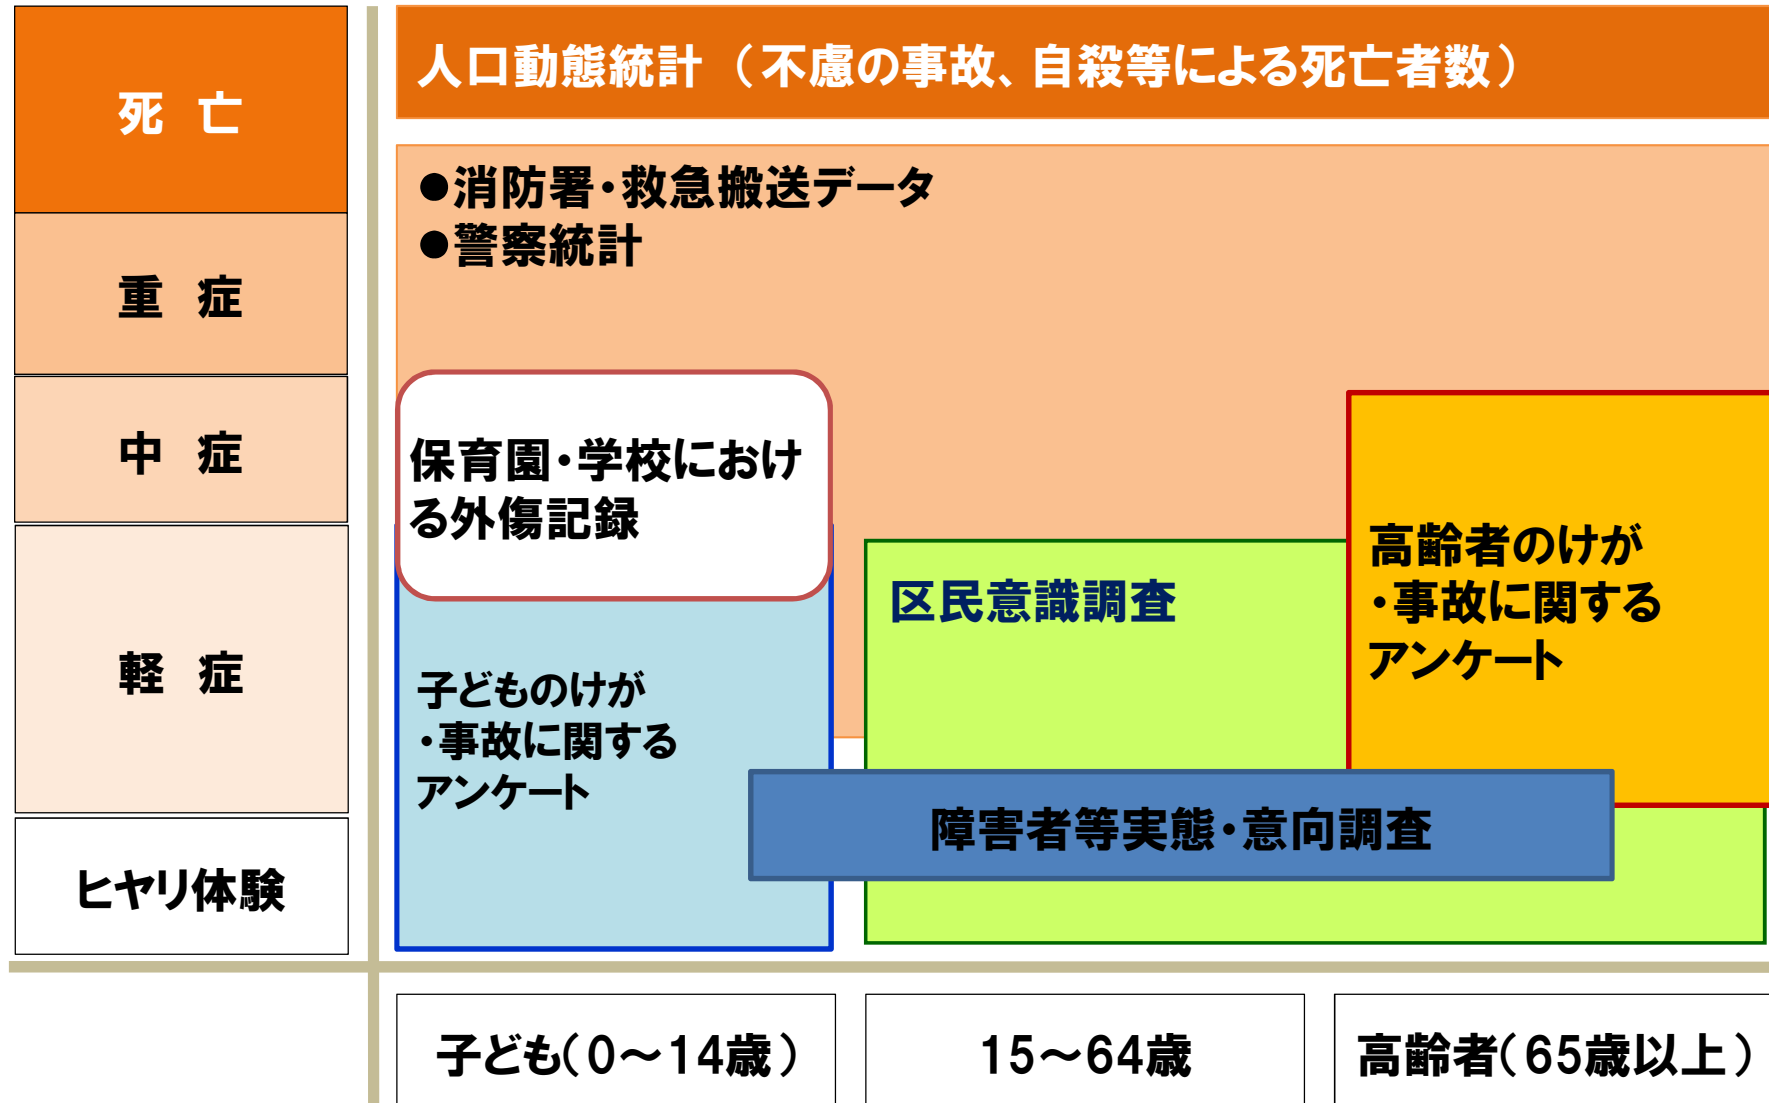 死 亡
人口動態統計 （不慮の事故、自殺等による死亡者数）
●消防署・救急搬送データ
●警察統計
重 症
中 症
保育園・学校におけ
る外傷記録
軽 症
子どものけが
・事故に関する
アンケート
区民意識調査
高齢者のけが
・事故に関する
アンケート
障害者等実態・意向調査
ヒヤリ体験
子ども（0～14歳）
15～64歳
高齢者（65歳以上）